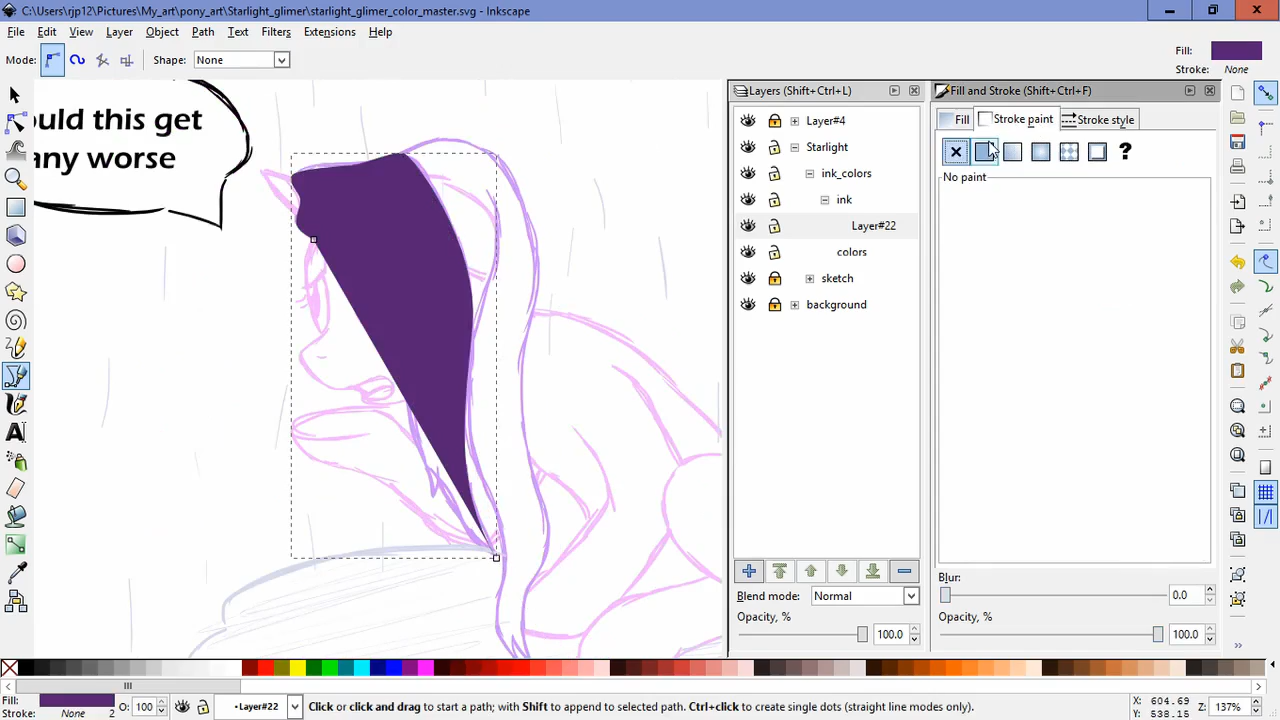 C:\Users\rjp12\Pictures\My_art\pony_art\Starlight_glimer\starlight_glimer_color_master.svg - Inkscape
File Edit View Layer Object Path Text Filters Extensions Help
Mode: Shape: None
Fill:
Stroke: None
ould this get
any worse
Layers (Shift+Ctrl+L)
Layer#4
Starlight
ink_colors
ink
Layer#22
colors
sketch
background
Blend mode: Normal
Opacity, % 100.0
Fill and Stroke (Shift+Ctrl+F)
Fill Stroke paint Stroke style
?
No paint
Blur:
0.0
Opacity, %
100.0
Fill:
Stroke: None 2
O: 100
•Layer#22
Click or click and drag to start a path; with Shift to append to selected path. Ctrl+click to create single dots (straight line modes only).
X: 604.69
Y: 538.15
Z: 137%